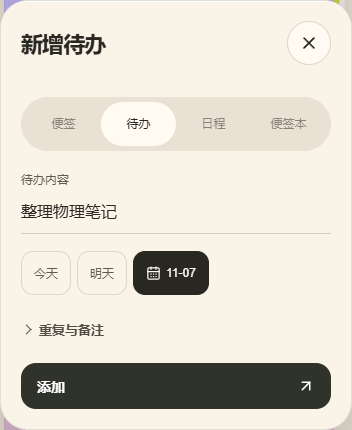 新增待办
便签 待办 日程 便签本
待办内容
整理物理笔记
今天 明天 11-07
重复与备注
添加